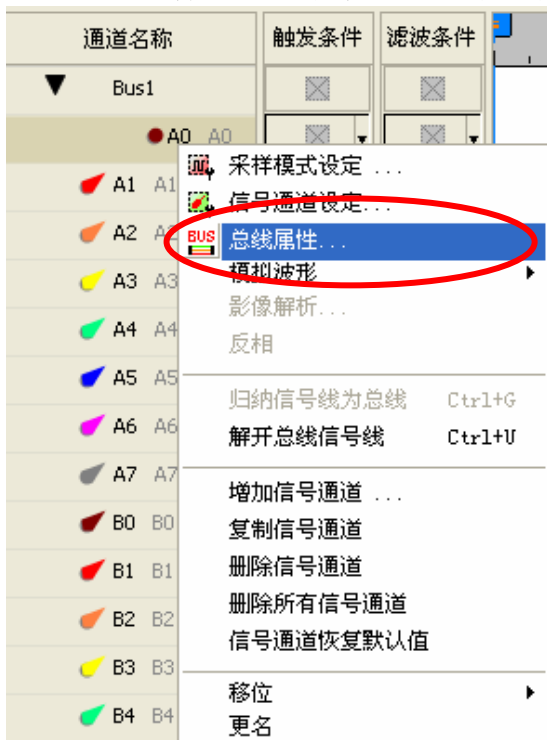 通道名称 触发条件 滤波条件
▼ Bus1
A0 A0
采样模式设定 ...
A1 A1
信号通道设定...
A2
BUS 总线属性...
A3 A3
模拟波形
影像解析...
A4 A4
反相
A5 A5
归纳信号线为总线 Ctrl+G
A6 A6
解开总线信号线 Ctrl+U
A7 A7
增加信号通道 ...
B0 B0
复制信号通道
B1 B1
删除信号通道
B2 B2
删除所有信号通道
信号通道恢复默认值
B3 B3
移位
B4 B4
更名